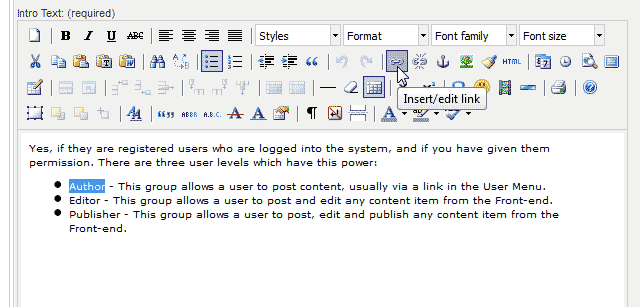 Intro Text: (required)
B I U ABC Styles Format Font family Font size
HTML
Insert/edit link
ABBR A.B.C. A A
Yes, if they are registered users who are logged into the system, and if you have given them
permission. There are three user levels which have this power:
Author - This group allows a user to post content, usually via a link in the User Menu.
Editor - This group allows a user to post and edit any content item from the Front-end.
Publisher - This group allows a user to post, edit and publish any content item from the
Front-end.